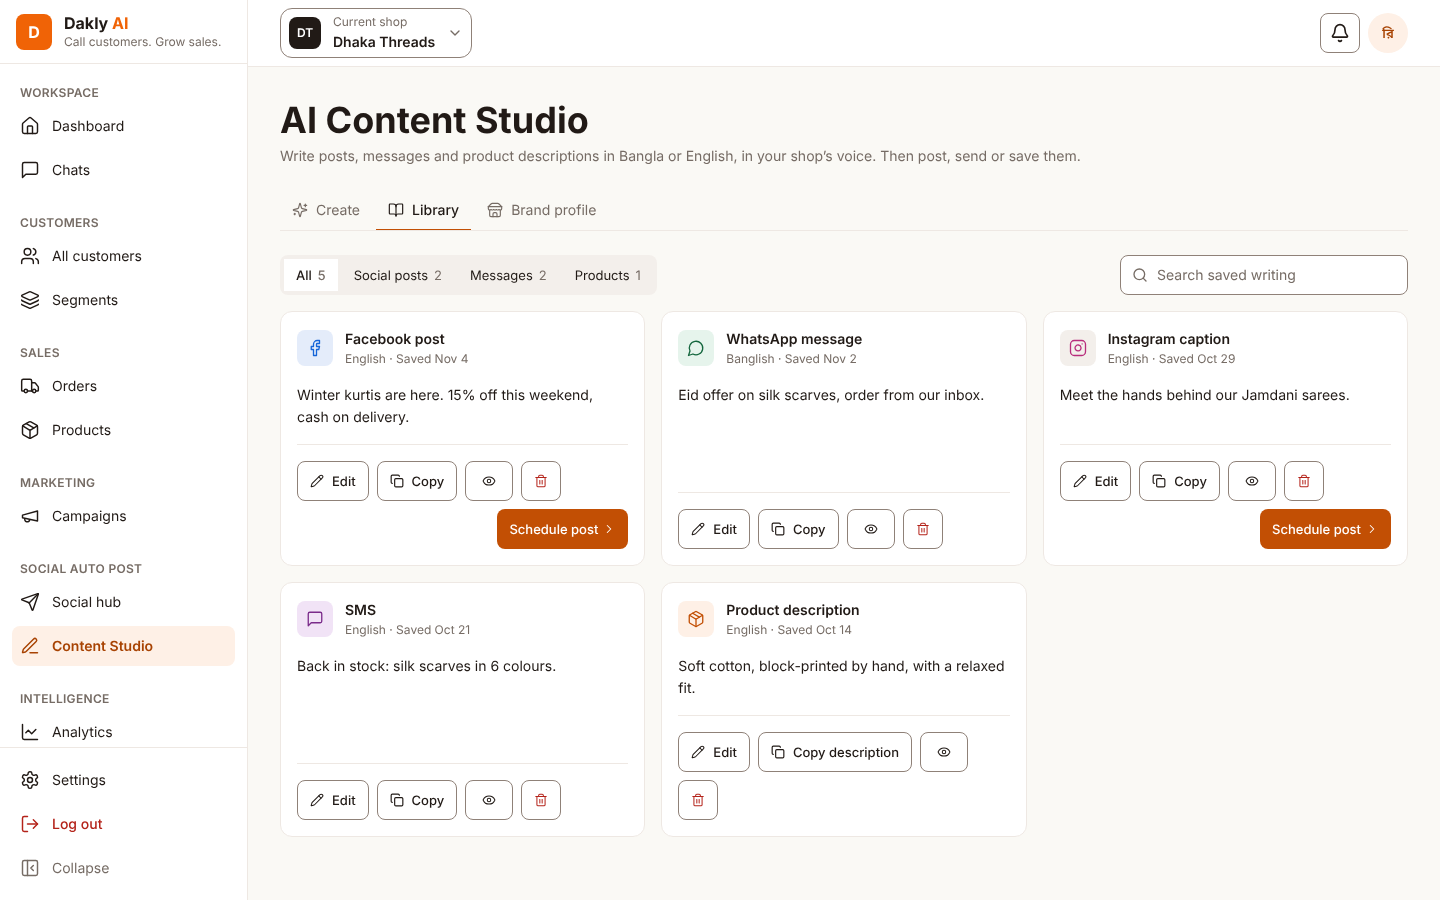 D
Dakly AI
Call customers. Grow sales.
WORKSPACE
Dashboard
Chats
CUSTOMERS
All customers
Segments
SALES
Orders
Products
MARKETING
Campaigns
SOCIAL AUTO POST
Social hub
Content Studio
INTELLIGENCE
Analytics
Settings
Log out
Collapse
DT
Current shop
Dhaka Threads
রি
AI Content Studio
Write posts, messages and product descriptions in Bangla or English, in your shop's voice. Then post, send or save them.
Create Library Brand profile
All 5 Social posts 2 Messages 2 Products 1
Search saved writing
Facebook post
English · Saved Nov 4
Winter kurtis are here. 15% off this weekend,
cash on delivery.
Edit Copy
Schedule post
WhatsApp message
Banglish · Saved Nov 2
Eid offer on silk scarves, order from our inbox.
Edit Copy
Instagram caption
English · Saved Oct 29
Meet the hands behind our Jamdani sarees.
Edit Copy
Schedule post
SMS
English · Saved Oct 21
Back in stock: silk scarves in 6 colours.
Edit Copy
Product description
English · Saved Oct 14
Soft cotton, block-printed by hand, with a relaxed
fit.
Edit Copy description